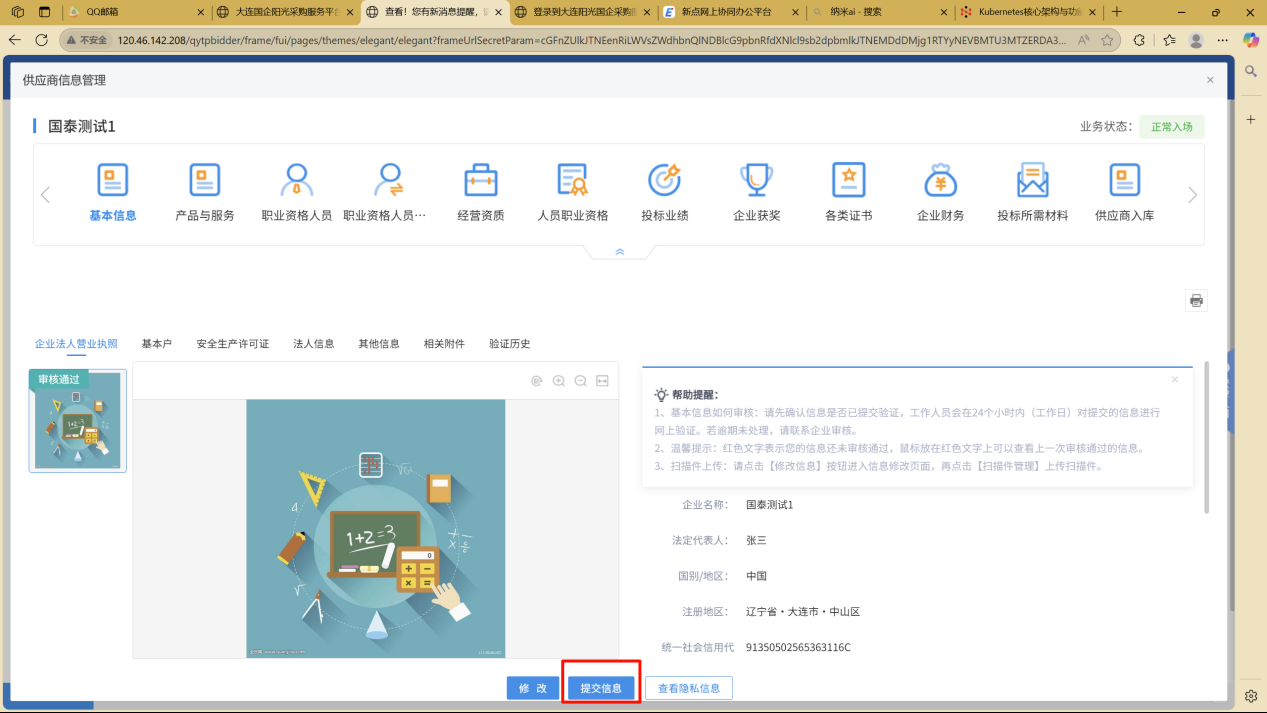 QQ邮箱
大连国企阳光采购服务平
查看！您有新消息提醒，
登录到大连阳光国企采购
新点网上协同办公平台
纳米ai - 搜索
Kubernetes核心架构与功
不安全
120.46.142.208/qytpbidder/frame/fui/pages/themes/elegant/elegant?frameUrlSecretParam=
供应商信息管理
国泰测试1
业务状态： 正常入场
基本信息
产品与服务
职业资格人员
职业资格人员···
经营资质
人员职业资格
投标业绩
企业获奖
各类证书
企业财务
投标所需材料
供应商入库
企业法人营业执照 基本户 安全生产许可证 法人信息 其他信息 相关附件 验证历史
审核通过
1+2=3
帮助提醒：
1、基本信息如何审核：请先确认信息是否已提交验证，工作人员会在24个小时内（工作日）对提交的信息进行
网上验证。若逾期未处理，请联系企业审核。
2、温馨提示：红色文字表示您的信息还未审核通过，鼠标放在红色文字上可以查看上一次审核通过的信息。
3、扫描件上传：请点击【修改信息】按钮进入信息修改页面，再点击【扫描件管理】上传扫描件。
企业名称： 国泰测试1
法定代表人： 张三
国别/地区： 中国
注册地区： 辽宁省·大连市·中山区
统一社会信用代 91350502565363116C
修 改
提交信息
查看隐私信息